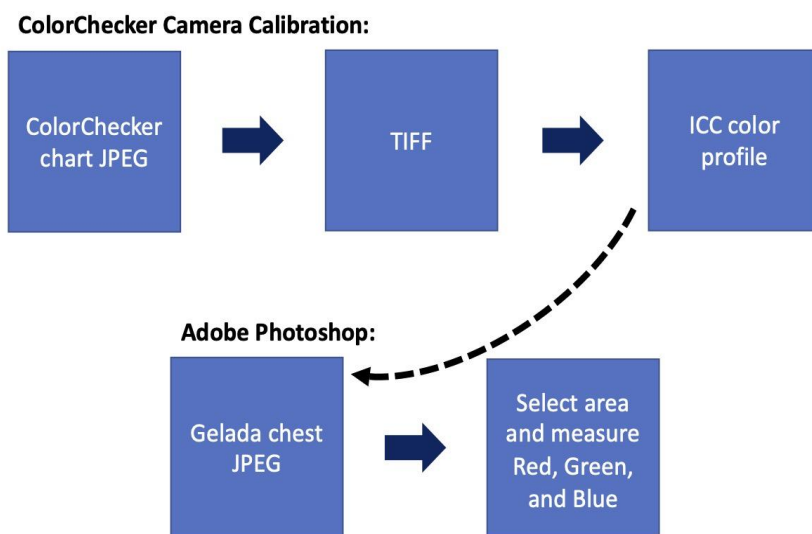 ColorChecker Camera Calibration:
ColorChecker
chart JPEG
TIFF
ICC color
profile
Adobe Photoshop:
Gelada chest
JPEG
Select area
and measure
Red, Green,
and Blue